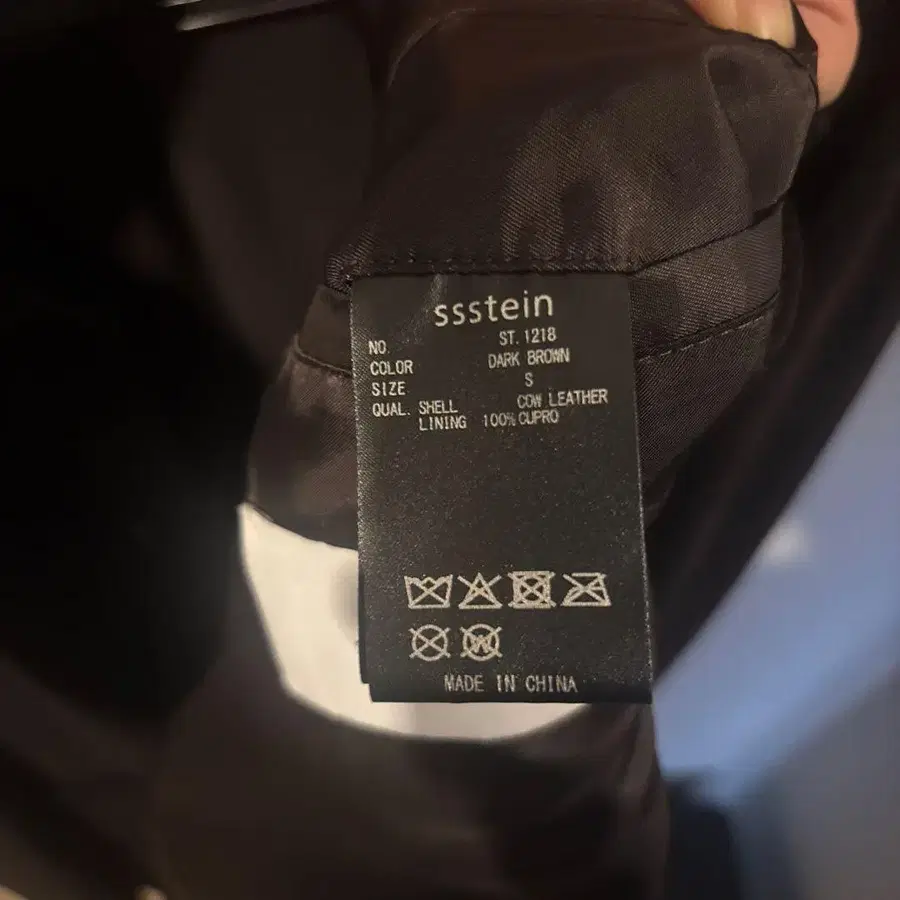 ssstein
NO. ST.1218
COLOR DARK BROWN
SIZE S
QUAL. SHELL COW LEATHER
LINING 100% CUPRO
W
MADE IN CHINA